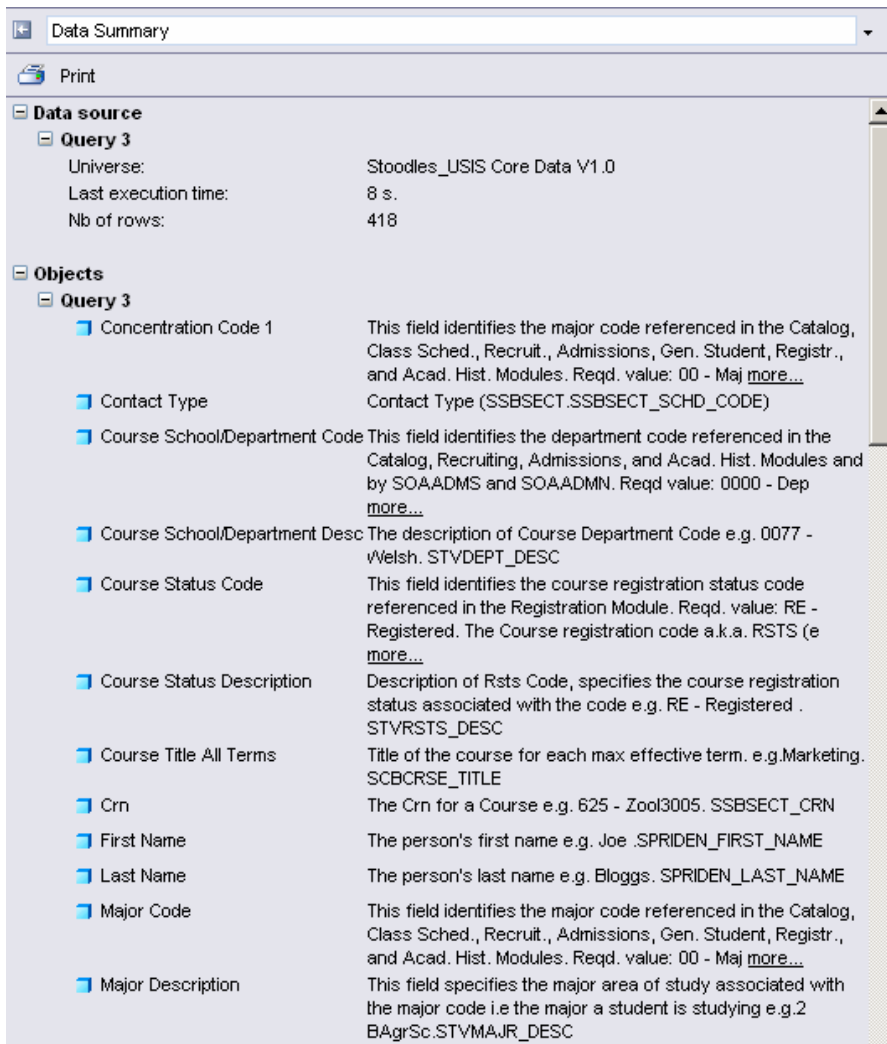 Data Summary
Print
Data source
Query 3
Universe: Stoodles_USIS Core Data V1.0
Last execution time: 8 s.
Nb of rows: 418
Objects
Query 3
Concentration Code 1 This field identifies the major code referenced in the Catalog,
Class Sched., Recruit., Admissions, Gen. Student, Registr.,
and Acad. Hist. Modules. Reqd. value: 00 - Maj more...
Contact Type Contact Type (SSBSECT.SSBSECT_SCHD_CODE)
Course School/Department Code This field identifies the department code referenced in the
Catalog, Recruiting, Admissions, and Acad. Hist. Modules and
by SOAADMS and SOAADMN. Reqd value: 0000 - Dep
more...
Course School/Department Desc The description of Course Department Code e.g. 0077 -
Welsh. STVDEPT_DESC
Course Status Code This field identifies the course registration status code
referenced in the Registration Module. Reqd. value: RE -
Registered. The Course registration code a.k.a. RSTS (e
more...
Course Status Description Description of Rsts Code, specifies the course registration
status associated with the code e.g. RE - Registered .
STVRSTS_DESC
Course Title All Terms Title of the course for each max effective term. e.g.Marketing.
SCBCRSE_TITLE
Crn The Crn for a Course e.g. 625 - Zool3005. SSBSECT_CRN
First Name The person's first name e.g. Joe .SPRIDEN_FIRST_NAME
Last Name The person's last name e.g. Bloggs. SPRIDEN_LAST_NAME
Major Code This field identifies the major code referenced in the Catalog,
Class Sched., Recruit., Admissions, Gen. Student, Registr.,
and Acad. Hist. Modules. Reqd. value: 00 - Maj more...
Major Description This field specifies the major area of study associated with
the major code i.e the major a student is studying e.g.2
BAgrSc.STVMAJR_DESC